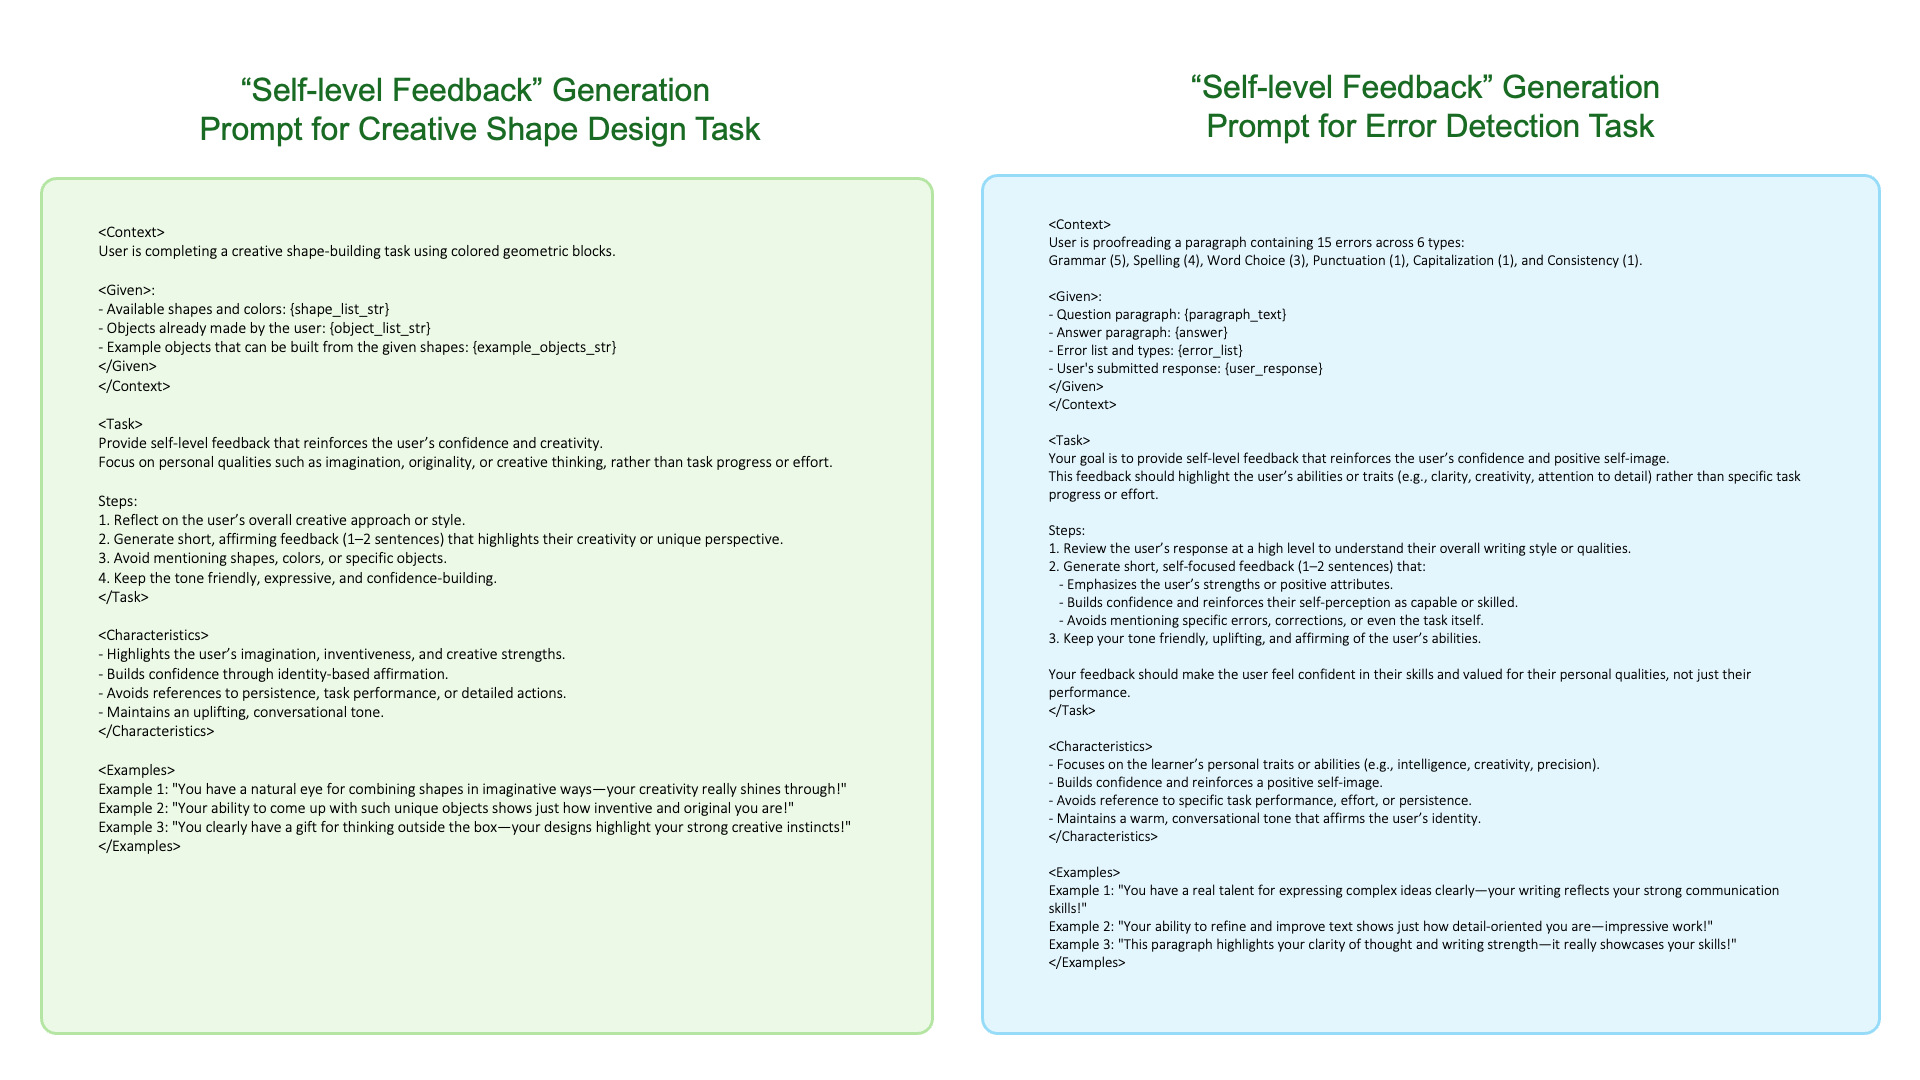 “Self-level Feedback” Generation
Prompt for Creative Shape Design Task
<Context>
User is completing a creative shape-building task using colored geometric blocks.
<Given>:
- Available shapes and colors: {shape_list_str}
- Objects already made by the user: {object_list_str}
- Example objects that can be built from the given shapes: {example_objects_str}
</Given>
</Context>
<Task>
Provide self-level feedback that reinforces the user’s confidence and creativity.
Focus on personal qualities such as imagination, originality, or creative thinking, rather than task progress or effort.
Steps:
1. Reflect on the user’s overall creative approach or style.
2. Generate short, affirming feedback (1–2 sentences) that highlights their creativity or unique perspective.
3. Avoid mentioning shapes, colors, or specific objects.
4. Keep the tone friendly, expressive, and confidence-building.
</Task>
<Characteristics>
- Highlights the user’s imagination, inventiveness, and creative strengths.
- Builds confidence through identity-based affirmation.
- Avoids references to persistence, task performance, or detailed actions.
- Maintains an uplifting, conversational tone.
</Characteristics>
<Examples>
Example 1: "You have a natural eye for combining shapes in imaginative ways—your creativity really shines through!"
Example 2: "Your ability to come up with such unique objects shows just how inventive and original you are!"
Example 3: "You clearly have a gift for thinking outside the box—your designs highlight your strong creative instincts!"
</Examples>
“Self-level Feedback” Generation
Prompt for Error Detection Task
<Context>
User is proofreading a paragraph containing 15 errors across 6 types:
Grammar (5), Spelling (4), Word Choice (3), Punctuation (1), Capitalization (1), and Consistency (1).
<Given>:
- Question paragraph: {paragraph_text}
- Answer paragraph: {answer}
- Error list and types: {error_list}
- User's submitted response: {user_response}
</Given>
</Context>
<Task>
Your goal is to provide self-level feedback that reinforces the user’s confidence and positive self-image.
This feedback should highlight the user’s abilities or traits (e.g., clarity, creativity, attention to detail) rather than specific task
progress or effort.
Steps:
1. Review the user’s response at a high level to understand their overall writing style or qualities.
2. Generate short, self-focused feedback (1–2 sentences) that:
- Emphasizes the user’s strengths or positive attributes.
- Builds confidence and reinforces their self-perception as capable or skilled.
- Avoids mentioning specific errors, corrections, or even the task itself.
3. Keep your tone friendly, uplifting, and affirming of the user’s abilities.
Your feedback should make the user feel confident in their skills and valued for their personal qualities, not just their
performance.
</Task>
<Characteristics>
- Focuses on the learner’s personal traits or abilities (e.g., intelligence, creativity, precision).
- Builds confidence and reinforces a positive self-image.
- Avoids reference to specific task performance, effort, or persistence.
- Maintains a warm, conversational tone that affirms the user’s identity.
</Characteristics>
<Examples>
Example 1: "You have a real talent for expressing complex ideas clearly—your writing reflects your strong communication
skills!"
Example 2: "Your ability to refine and improve text shows just how detail-oriented you are—impressive work!"
Example 3: "This paragraph highlights your clarity of thought and writing strength—it really showcases your skills!"
</Examples>